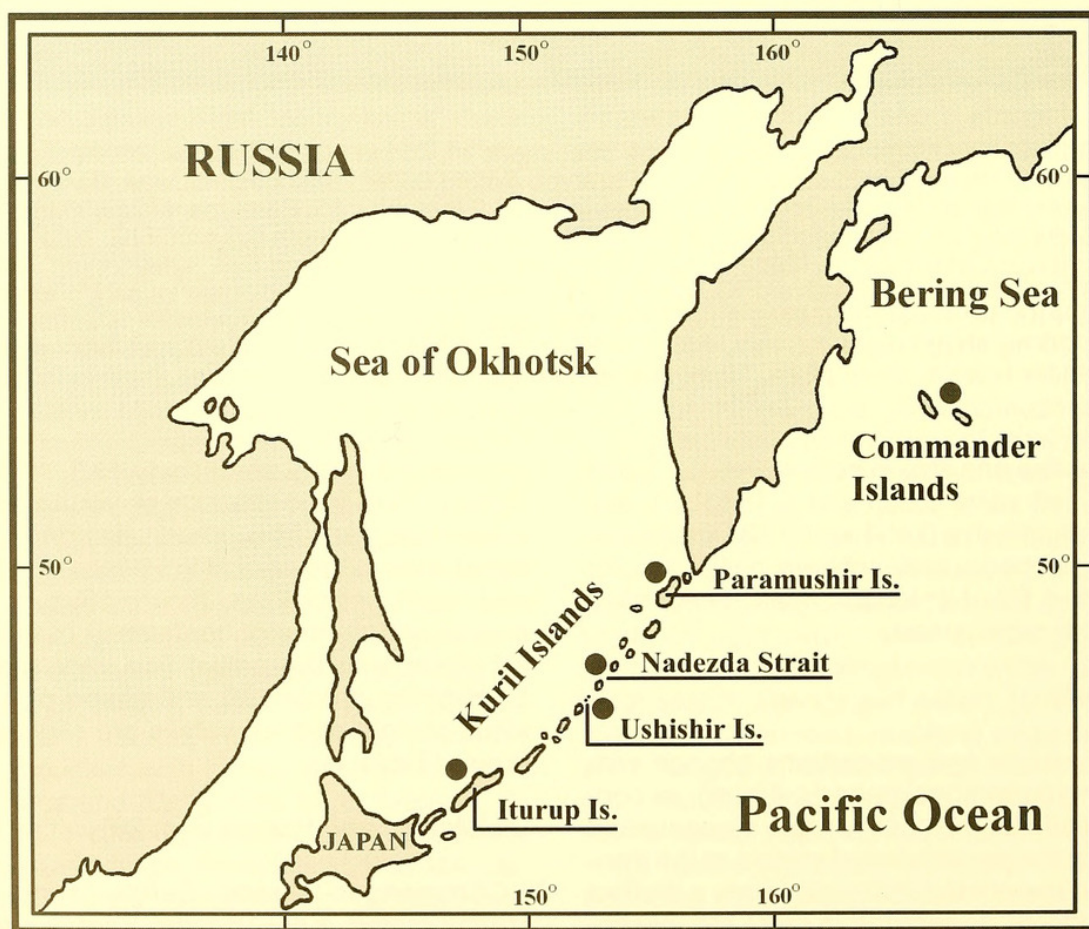 140°
150°
160°
RUSSIA
60°
60°
Bering Sea
Sea of Okhotsk
Commander
Islands
50°
50°
Paramushir Is.
Kuril Islands
Nadezda Strait
Ushishir Is.
Iturup Is.
Pacific Ocean
JAPAN
140°
150°
160°